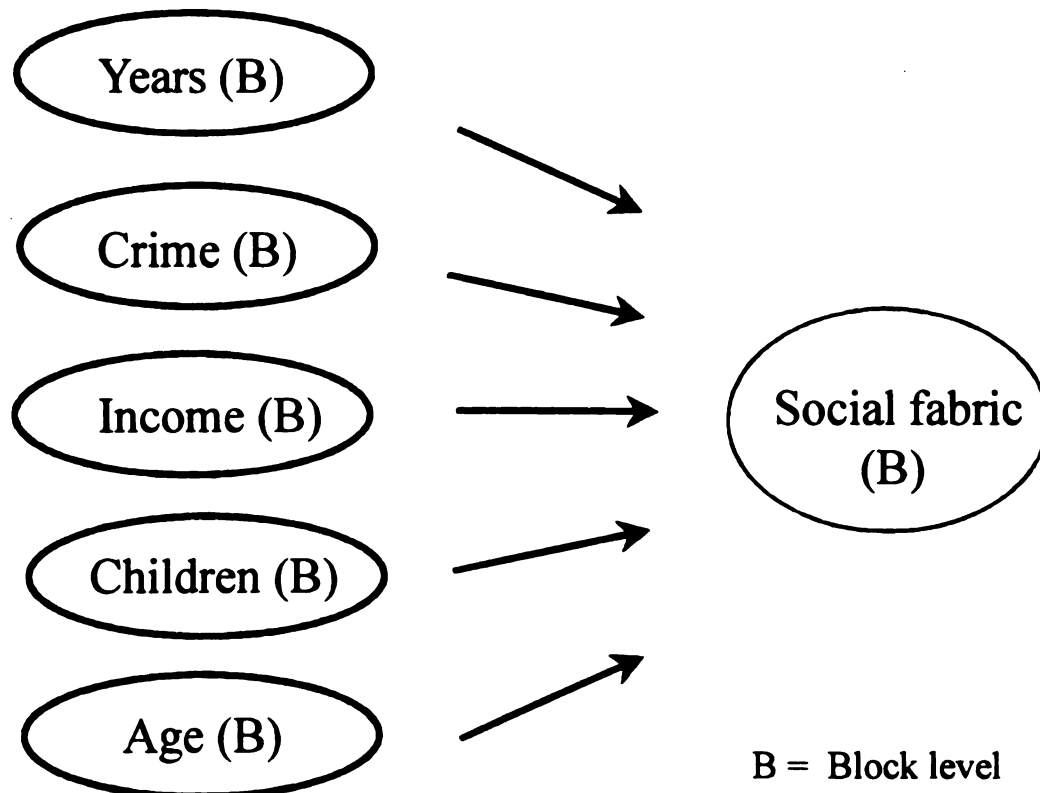 Years (B)
Crime (B)
Income (B)
Children (B)
Age (B)
Social fabric
(B)
B = Block level